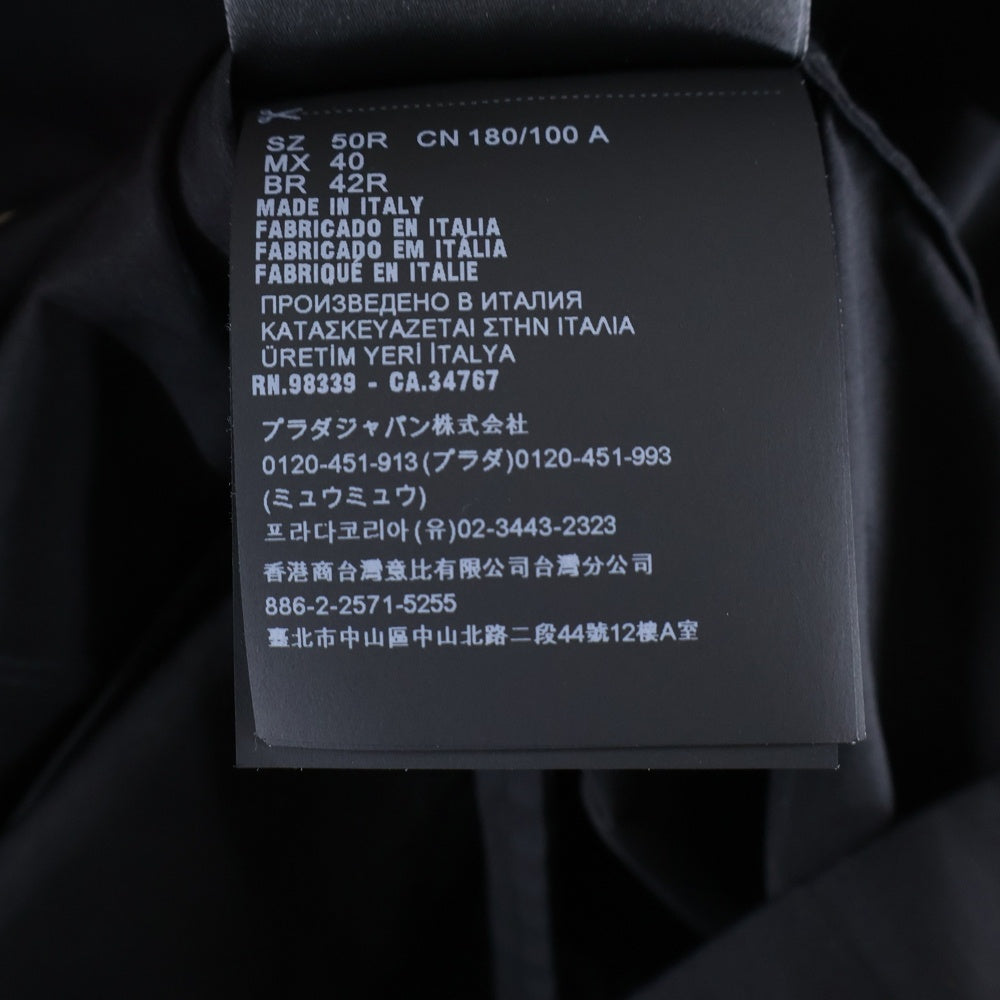 SZ 50R CN 180/100 A
MX 40
BR 42R
MADE IN ITALY
FABRICADO EN ITALIA
FABRICADO EM ITÁLIA
FABRIQUÉ EN ITALIE
ПРОИЗВЕДЕНО В ИТАЛИЯ
ΚΑΤΑΣΚΕΥΑΖΕΤΑΙ ΣΤΗΝ ΙΤΑΛΙΑ
ÜRETİM YERİ İTALYA
RN.98339 - CA.34767
プラダジャパン株式会社
0120-451-913(プラダ)0120-451-993
(ミュウミュウ)
프라다코리아(유)02-3443-2323
香港商台灣意比有限公司台灣分公司
886-2-2571-5255
臺北市中山區中山北路二段44號12樓A室